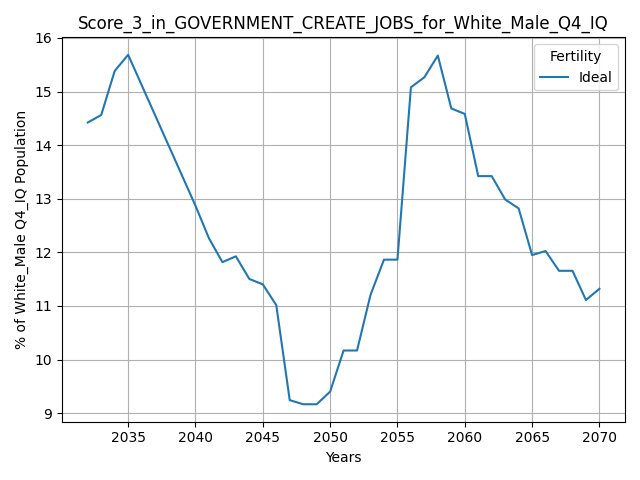 Score_3_in_GOVERNMENT_CREATE_JOBS_for_White_Male_Q4_IQ
Fertility
Ideal
% of White_Male Q4_IQ Population
16
15
14
13
12
11
10
9
2035 2040 2045 2050 2055 2060 2065 2070
Years